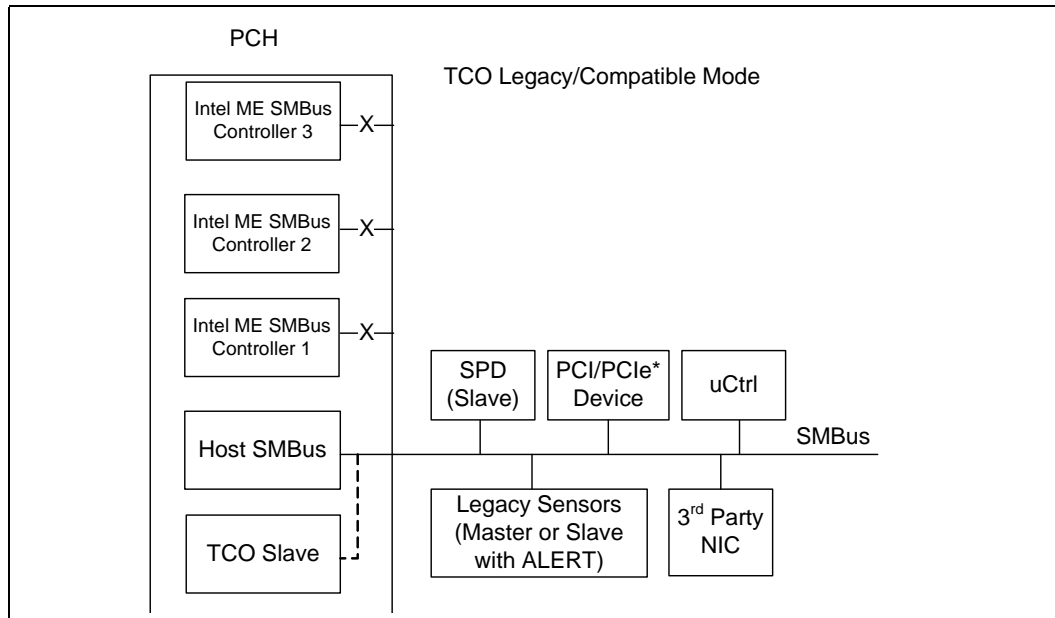 PCH
TCO Legacy/Compatible Mode
Intel ME SMBus
Controller 3
X
Intel ME SMBus
Controller 2
X
Intel ME SMBus
Controller 1
X
SPD
(Slave)
PCI/PCIe*
Device
uCtrl
Host SMBus
SMBus
Legacy Sensors
(Master or Slave
with ALERT)
3rd Party
NIC
TCO Slave